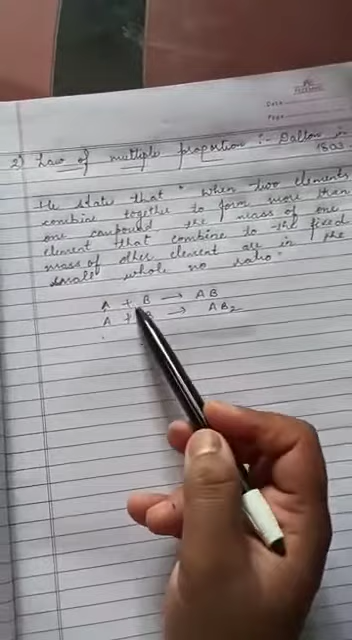 Date
Page
2) Law of multiple proportion :- Dalton in 1803
He state that " When two elements
combine together to form more than
one compound the mass of one
element that combine to the fixed
mass of other element are in the
small whole no ratio"
A + B → AB
A + B → AB₂